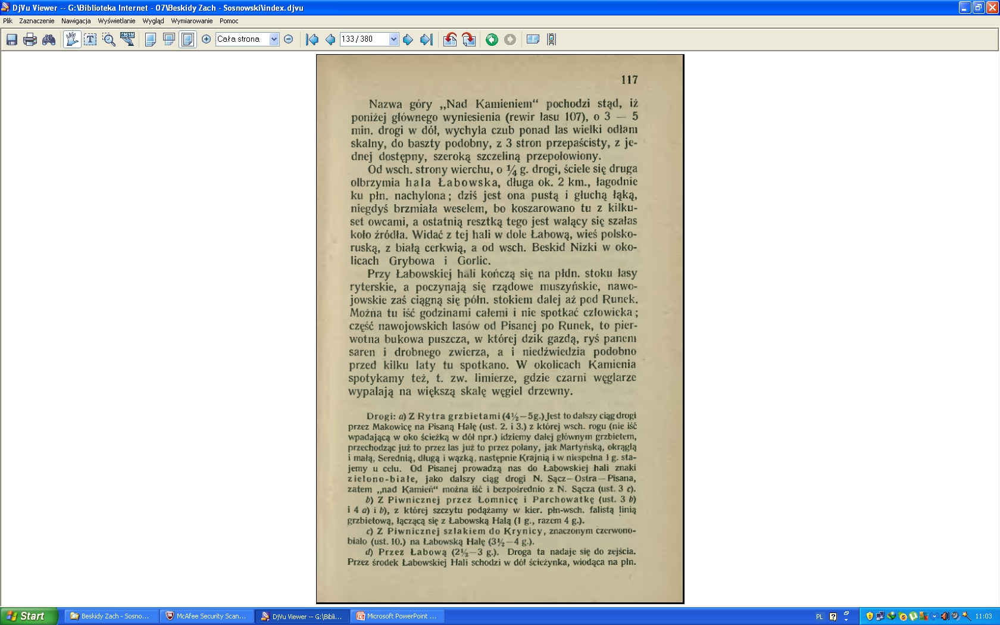 DjVu Viewer -- G:\Biblioteka Internet - 07\Beskidy Zach - Sosnowski\index.djvu
Plik Zaznaczenie Nawigacja Wyświetlanie Wygląd Wymiarowanie Pomoc
Cała strona 133 / 380
117
Nazwa góry „Nad Kamieniem“ pochodzi stąd, iż
poniżej głównego wyniesienia (rewir lasu 107), o 3 — 5
min. drogi w dół, wychyla czub ponad las wielki odłam
skalny, do baszty podobny, z 3 stron przepaścisty, z je-
dnej dostępny, szeroką szczeliną przepołowiony.
Od wsch. strony wierchu, o ¼ g. drogi, ściele się druga
olbrzymia hala Łabowska, długa ok. 2 km., łagodnie
ku płn. nachylona; dziś jest ona pustą i głuchą łąką,
niegdyś brzmiała weselem, bo koszarowano tu z kilku-
set owcami, a ostatnią resztką tego jest walący się szałas
koło źródła. Widać z tej hali w dole Łabową, wieś polsko-
ruską, z białą cerkwią, a od wsch. Beskid Nizki w oko-
licach Grybowa i Gorlic.
Przy Łabowskiej hali kończą się na płdn. stoku lasy
ryterskie, a poczynają się rządowe muszyńskie, nawo-
jowskie zaś ciągną się półn. stokiem dalej aż pod Runek.
Można tu iść godzinami całemi i nie spotkać człowieka;
część nawojowskich lasów od Pisanej po Runek, to pier-
wotna bukowa puszcza, w której dzik gazdą, ryś panem
saren i drobnego zwierza, a i niedźwiedzia podobno
przed kilku laty tu spotkano. W okolicach Kamienia
spotykamy też, t. zw. limierze, gdzie czarni węglarze
wypalają na większą skalę węgiel drzewny.
Drogi: a) Z Rytra grzbietami (4½—5g.) Jest to dalszy ciąg drogi
przez Makowicę na Pisaną Halę (ust. 2. i 3.) z której wsch. rogu (nie iść
wpadającą w oko ścieżką w dół npr.) idziemy dalej głównym grzbietem,
przechodząc już to przez las już to przez polany, jak Martyńską, okrągłą
i małą, Serednią, długą i wązką, następnie Krajnią i w niespełna 1 g. sta-
jemy u celu. Od Pisanej prowadzą nas do Łabowskiej hali znaki
zielono-białe, jako dalszy ciąg drogi N. Sącz—Ostra—Pisana,
zatem „nad Kamień“ można iść i bezpośrednio z N. Sącza (ust. 3 c).
b) Z Piwnicznej przez Łomnicę i Parchowatkę (ust. 3 b)
i 4 a) i b), z której szczytu podążamy w kier. płn-wsch. falistą linią
grzbietową, łączącą się z Łabowską Halą (1 g., razem 4 g.).
c) Z Piwnicznej szlakiem do Krynicy, znaczonym czerwono-
biało (ust. 10.) na Łabowską Halę (3½—4 g.).
d) Przez Łabową (2½—3 g.). Droga ta nadaje się do zejścia.
Przez środek Łabowskiej Hali schodzi w dół ścieżynka, wiodąca na płn.
Start Beskidy Zach - Sosno... McAfee Security Scan... DjVu Viewer -- G:\Bibli... Microsoft PowerPoint ... PL 11:03